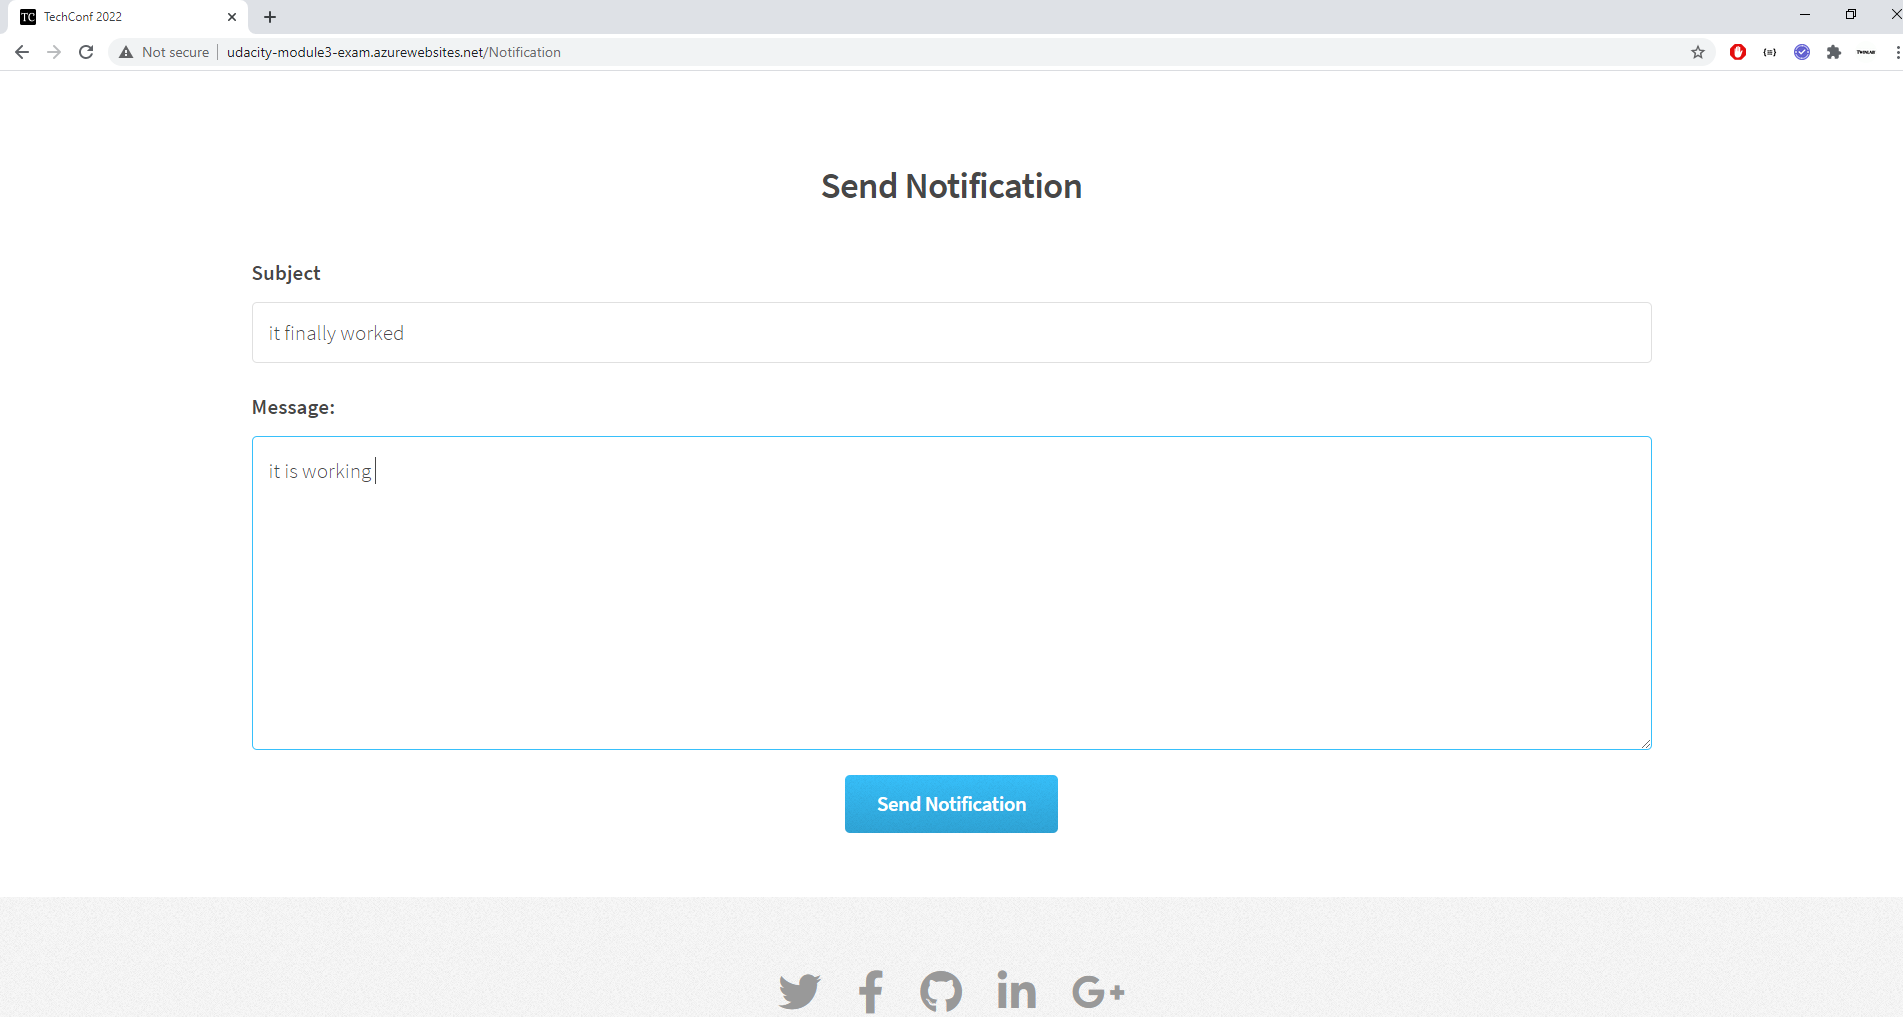 TC TechConf 2022
Not secure udacity-module3-exam.azurewebsites.net/Notification
Send Notification
Subject
it finally worked
Message:
it is working
Send Notification